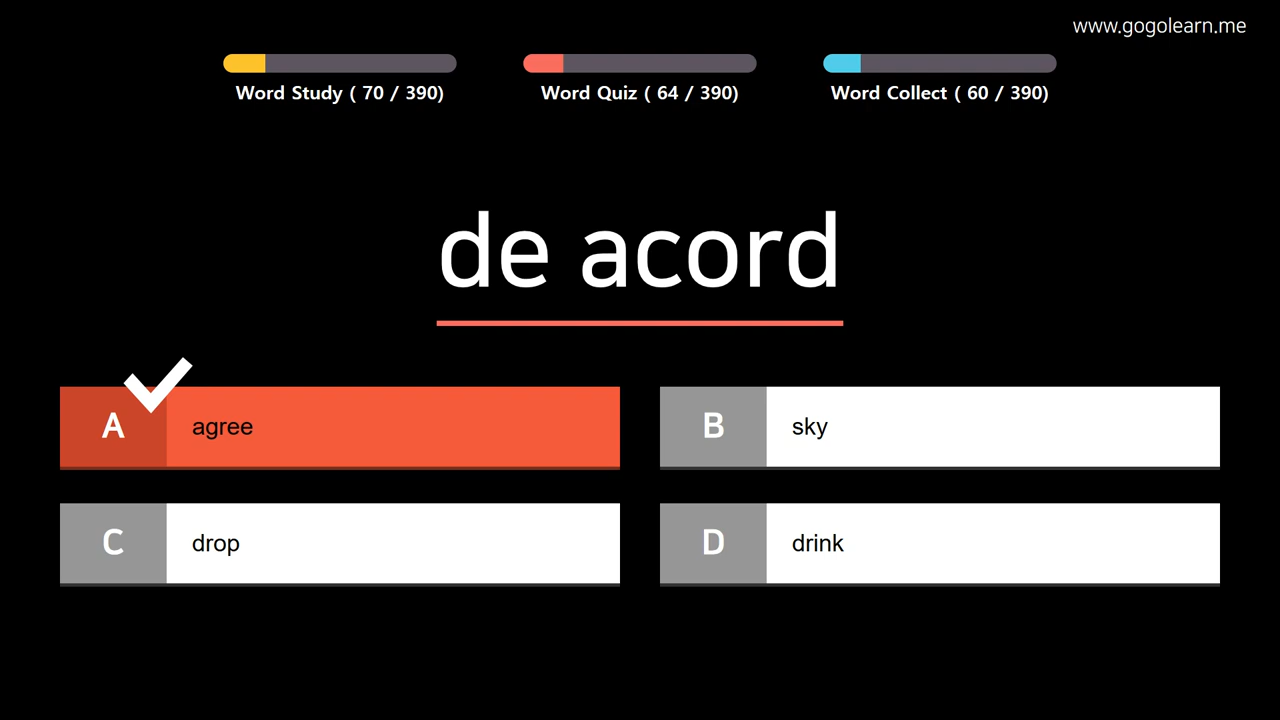 www.gogolearn.me
Word Study ( 70 / 390)
Word Quiz ( 64 / 390)
Word Collect ( 60 / 390)
de acord
A agree
B sky
C drop
D drink